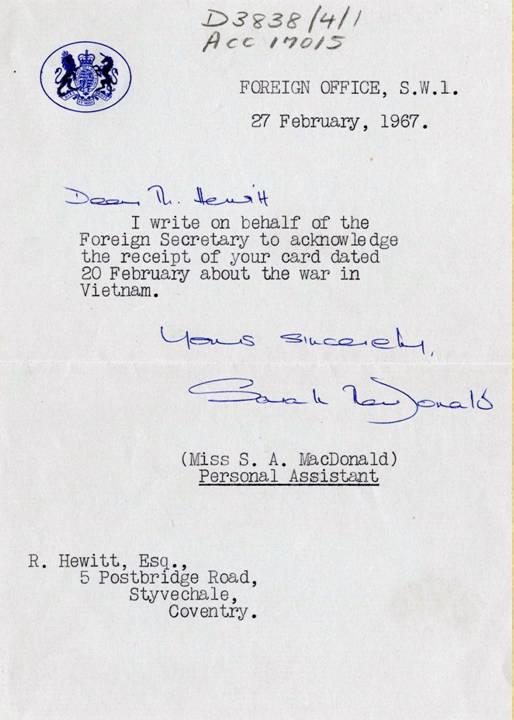 D3838/4/1
Acc 17015
FOREIGN OFFICE, S.W.1.
27 February, 1967.
Dear Mr. Hewitt
I write on behalf of the
Foreign Secretary to acknowledge
the receipt of your card dated
20 February about the war in
Vietnam.
Yours sincerely,
Sarah MacDonald
(Miss S. A. MacDonald)
Personal Assistant
R. Hewitt, Esq.,
5 Postbridge Road,
Styvechale,
Coventry.